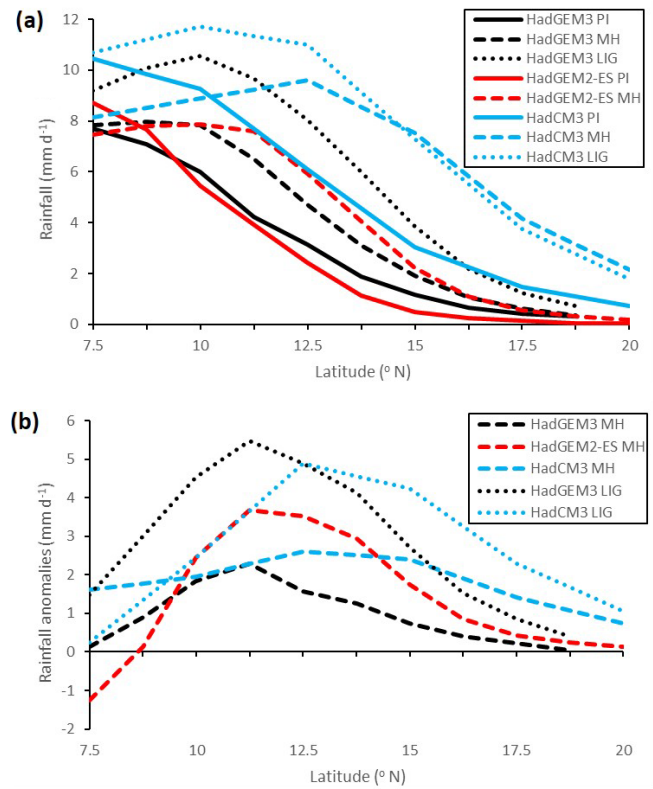 (a)
12
10
8
6
4
2
0
Rainfall (mm d⁻¹)
7.5 10 12.5 15 17.5 20
Latitude (° N)
HadGEM3 PI
HadGEM3 MH
HadGEM3 LIG
HadGEM2-ES PI
HadGEM2-ES MH
HadCM3 PI
HadCM3 MH
HadCM3 LIG
(b)
6
5
4
3
2
1
0
-1
-2
Rainfall anomalies (mm d⁻¹)
7.5 10 12.5 15 17.5 20
Latitude (° N)
HadGEM3 MH
HadGEM2-ES MH
HadCM3 MH
HadGEM3 LIG
HadCM3 LIG